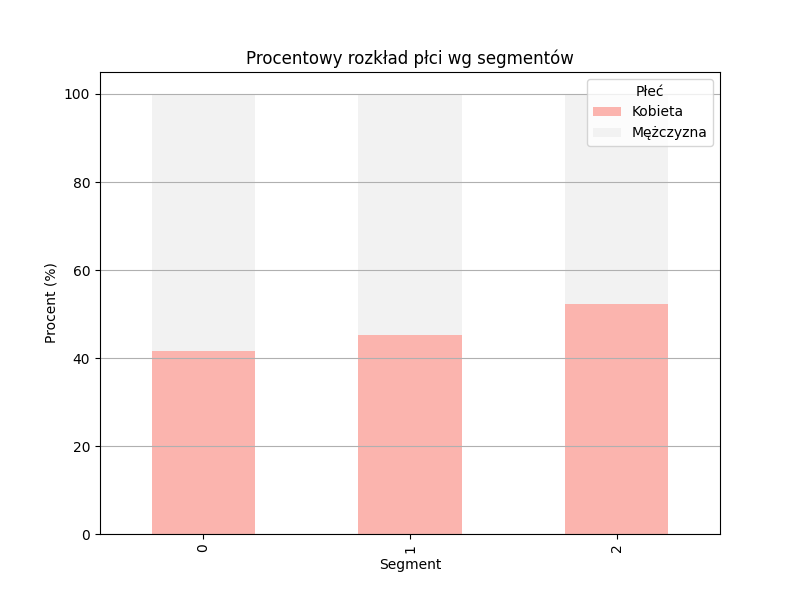 Procentowy rozkład płci wg segmentów
Płeć
Kobieta
Mężczyzna
Procent (%)
100
80
60
40
20
0
0
1
2
Segment